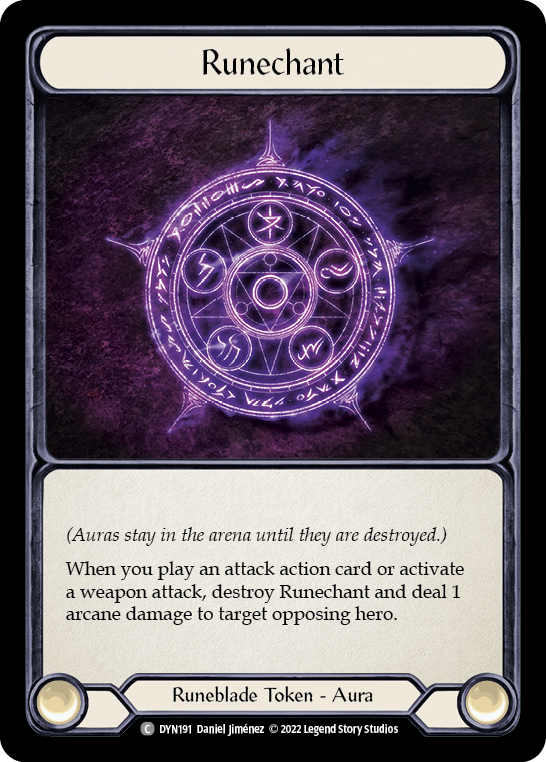 Runechant
(Auras stay in the arena until they are destroyed.)
When you play an attack action card or activate
a weapon attack, destroy Runechant and deal 1
arcane damage to target opposing hero.
Runeblade Token - Aura
C DYN191 Daniel Jiménez © 2022 Legend Story Studios